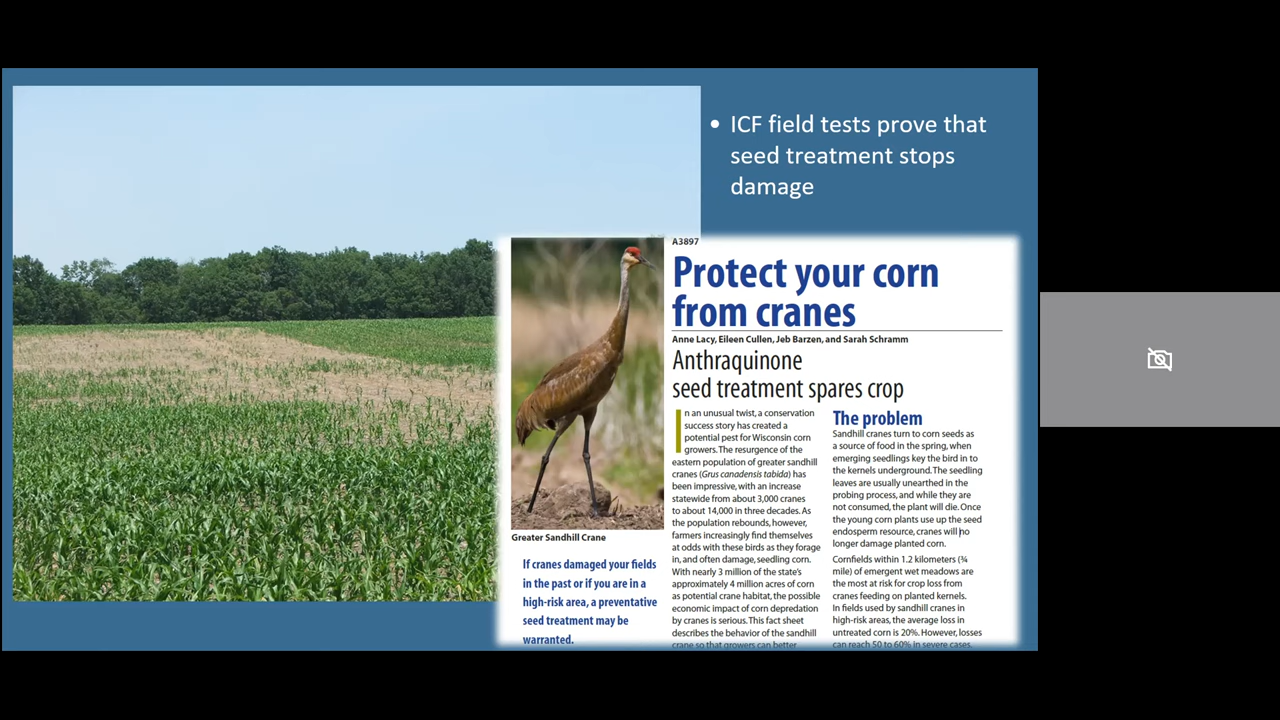 • ICF field tests prove that
seed treatment stops
damage
A3897
Protect your corn
from cranes
Anne Lacy, Eileen Cullen, Jeb Barzen, and Sarah Schramm
Anthraquinone
seed treatment spares crop
In an unusual twist, a conservation
success story has created a
potential pest for Wisconsin corn
growers. The resurgence of the
eastern population of greater sandhill
cranes (Grus canadensis tabida) has
been impressive, with an increase
statewide from about 3,000 cranes
to about 14,000 in three decades. As
the population rebounds, however,
farmers increasingly find themselves
at odds with these birds as they forage
in, and often damage, seedling corn.
With nearly 3 million of the state's
approximately 4 million acres of corn
as potential crane habitat, the possible
economic impact of corn depredation
by cranes is serious. This fact sheet
describes the behavior of the sandhill
crane so that growers can better
The problem
Sandhill cranes turn to corn seeds as
a source of food in the spring, when
emerging seedlings key the bird in to
the kernels underground. The seedling
leaves are usually unearthed in the
probing process, and while they are
not consumed, the plant will die. Once
the young corn plants use up the seed
endosperm resource, cranes will no
longer damage planted corn.
Cornfields within 1.2 kilometers (¾
mile) of emergent wet meadows are
the most at risk for crop loss from
cranes feeding on planted kernels.
In fields used by sandhill cranes in
high-risk areas, the average loss in
untreated corn is 20%. However, losses
can reach 50 to 60% in severe cases.
Greater Sandhill Crane
If cranes damaged your fields
in the past or if you are in a
high-risk area, a preventative
seed treatment may be
warranted.